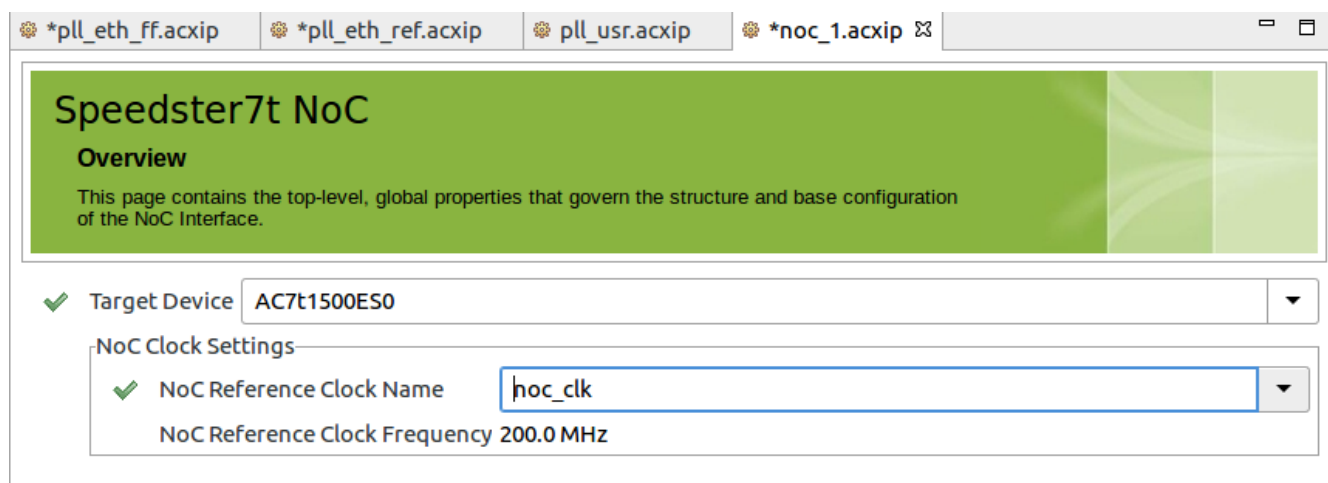 *pll_eth_ff.acxip *pll_eth_ref.acxip pll_usr.acxip *noc_1.acxip
Speedster7t NoC
Overview
This page contains the top-level, global properties that govern the structure and base configuration
of the NoC Interface.
Target Device AC7t1500ES0
NoC Clock Settings
NoC Reference Clock Name noc_clk
NoC Reference Clock Frequency 200.0 MHz